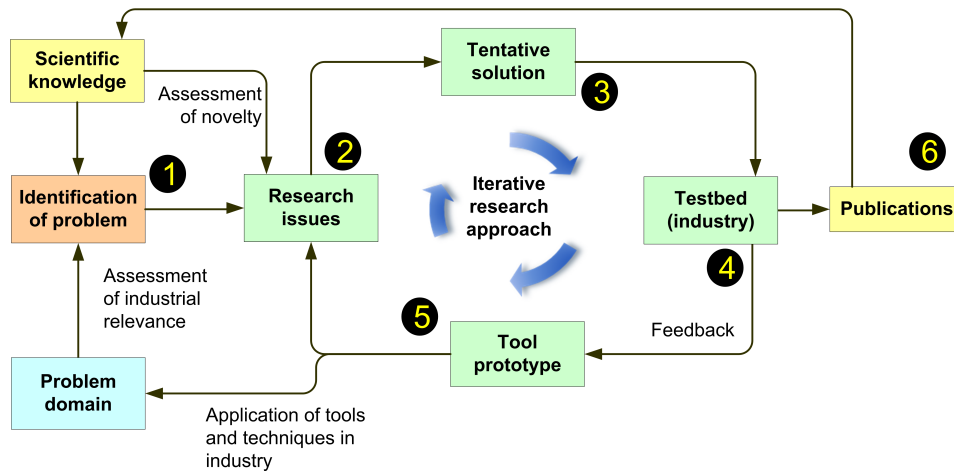 Scientific
knowledge
Assessment
of novelty
Tentative
solution
3
2
1
6
Identification
of problem
Research
issues
Iterative
research
approach
Testbed
(industry)
Publications
4
Assessment
of industrial
relevance
5
Feedback
Tool
prototype
Problem
domain
Application of tools
and techniques in
industry